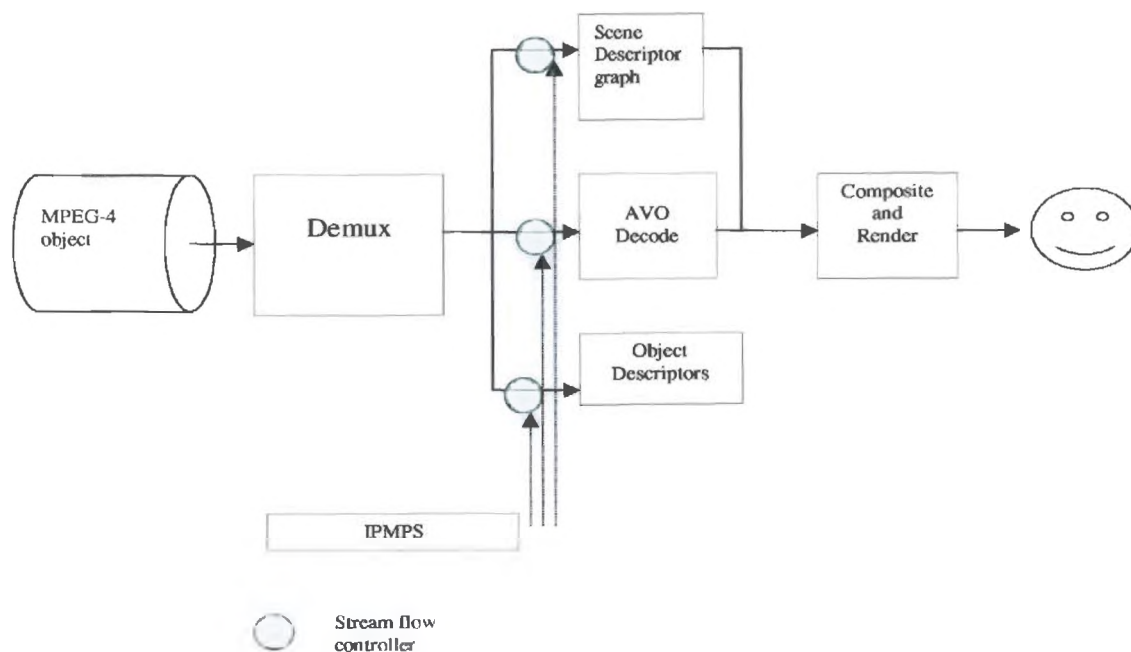 Scene
Descriptor
graph
MPEG-4
object
Demux
AVO
Decode
Composite
and
Render
Object
Descriptors
IPMPS
Stream flow
controller